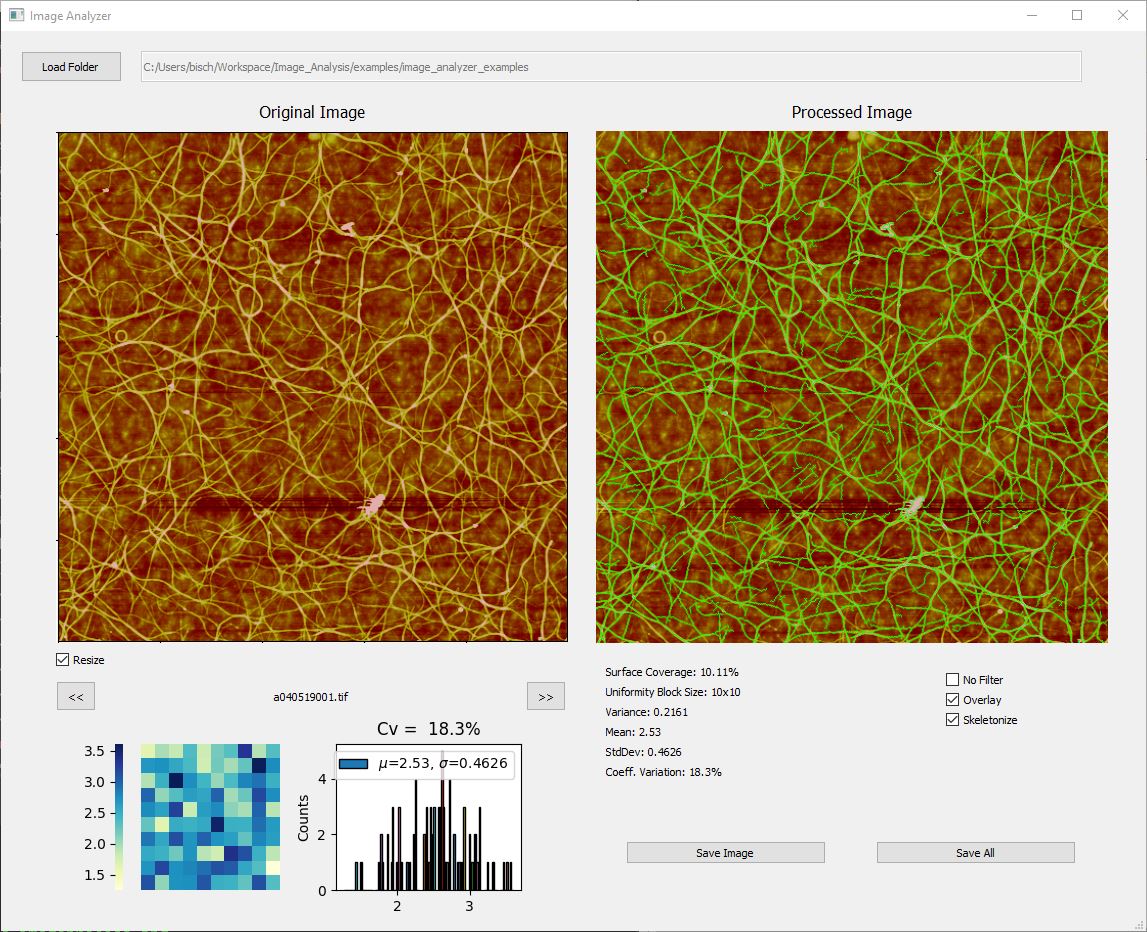 Image Analyzer
Load Folder
C:/Users/bisch/Workspace/Image_Analysis/examples/image_analyzer_examples
Original Image
Processed Image
Resize
<<
a040519001.tif
>>
Surface Coverage: 10.11%
Uniformity Block Size: 10x10
Variance: 0.2161
Mean: 2.53
StdDev: 0.4626
Coeff. Variation: 18.3%
No Filter
Overlay
Skeletonize
3.5
3.0
2.5
2.0
1.5
Cv = 18.3%
μ=2.53, σ=0.4626
Counts
4
2
0
2
3
Save Image
Save All